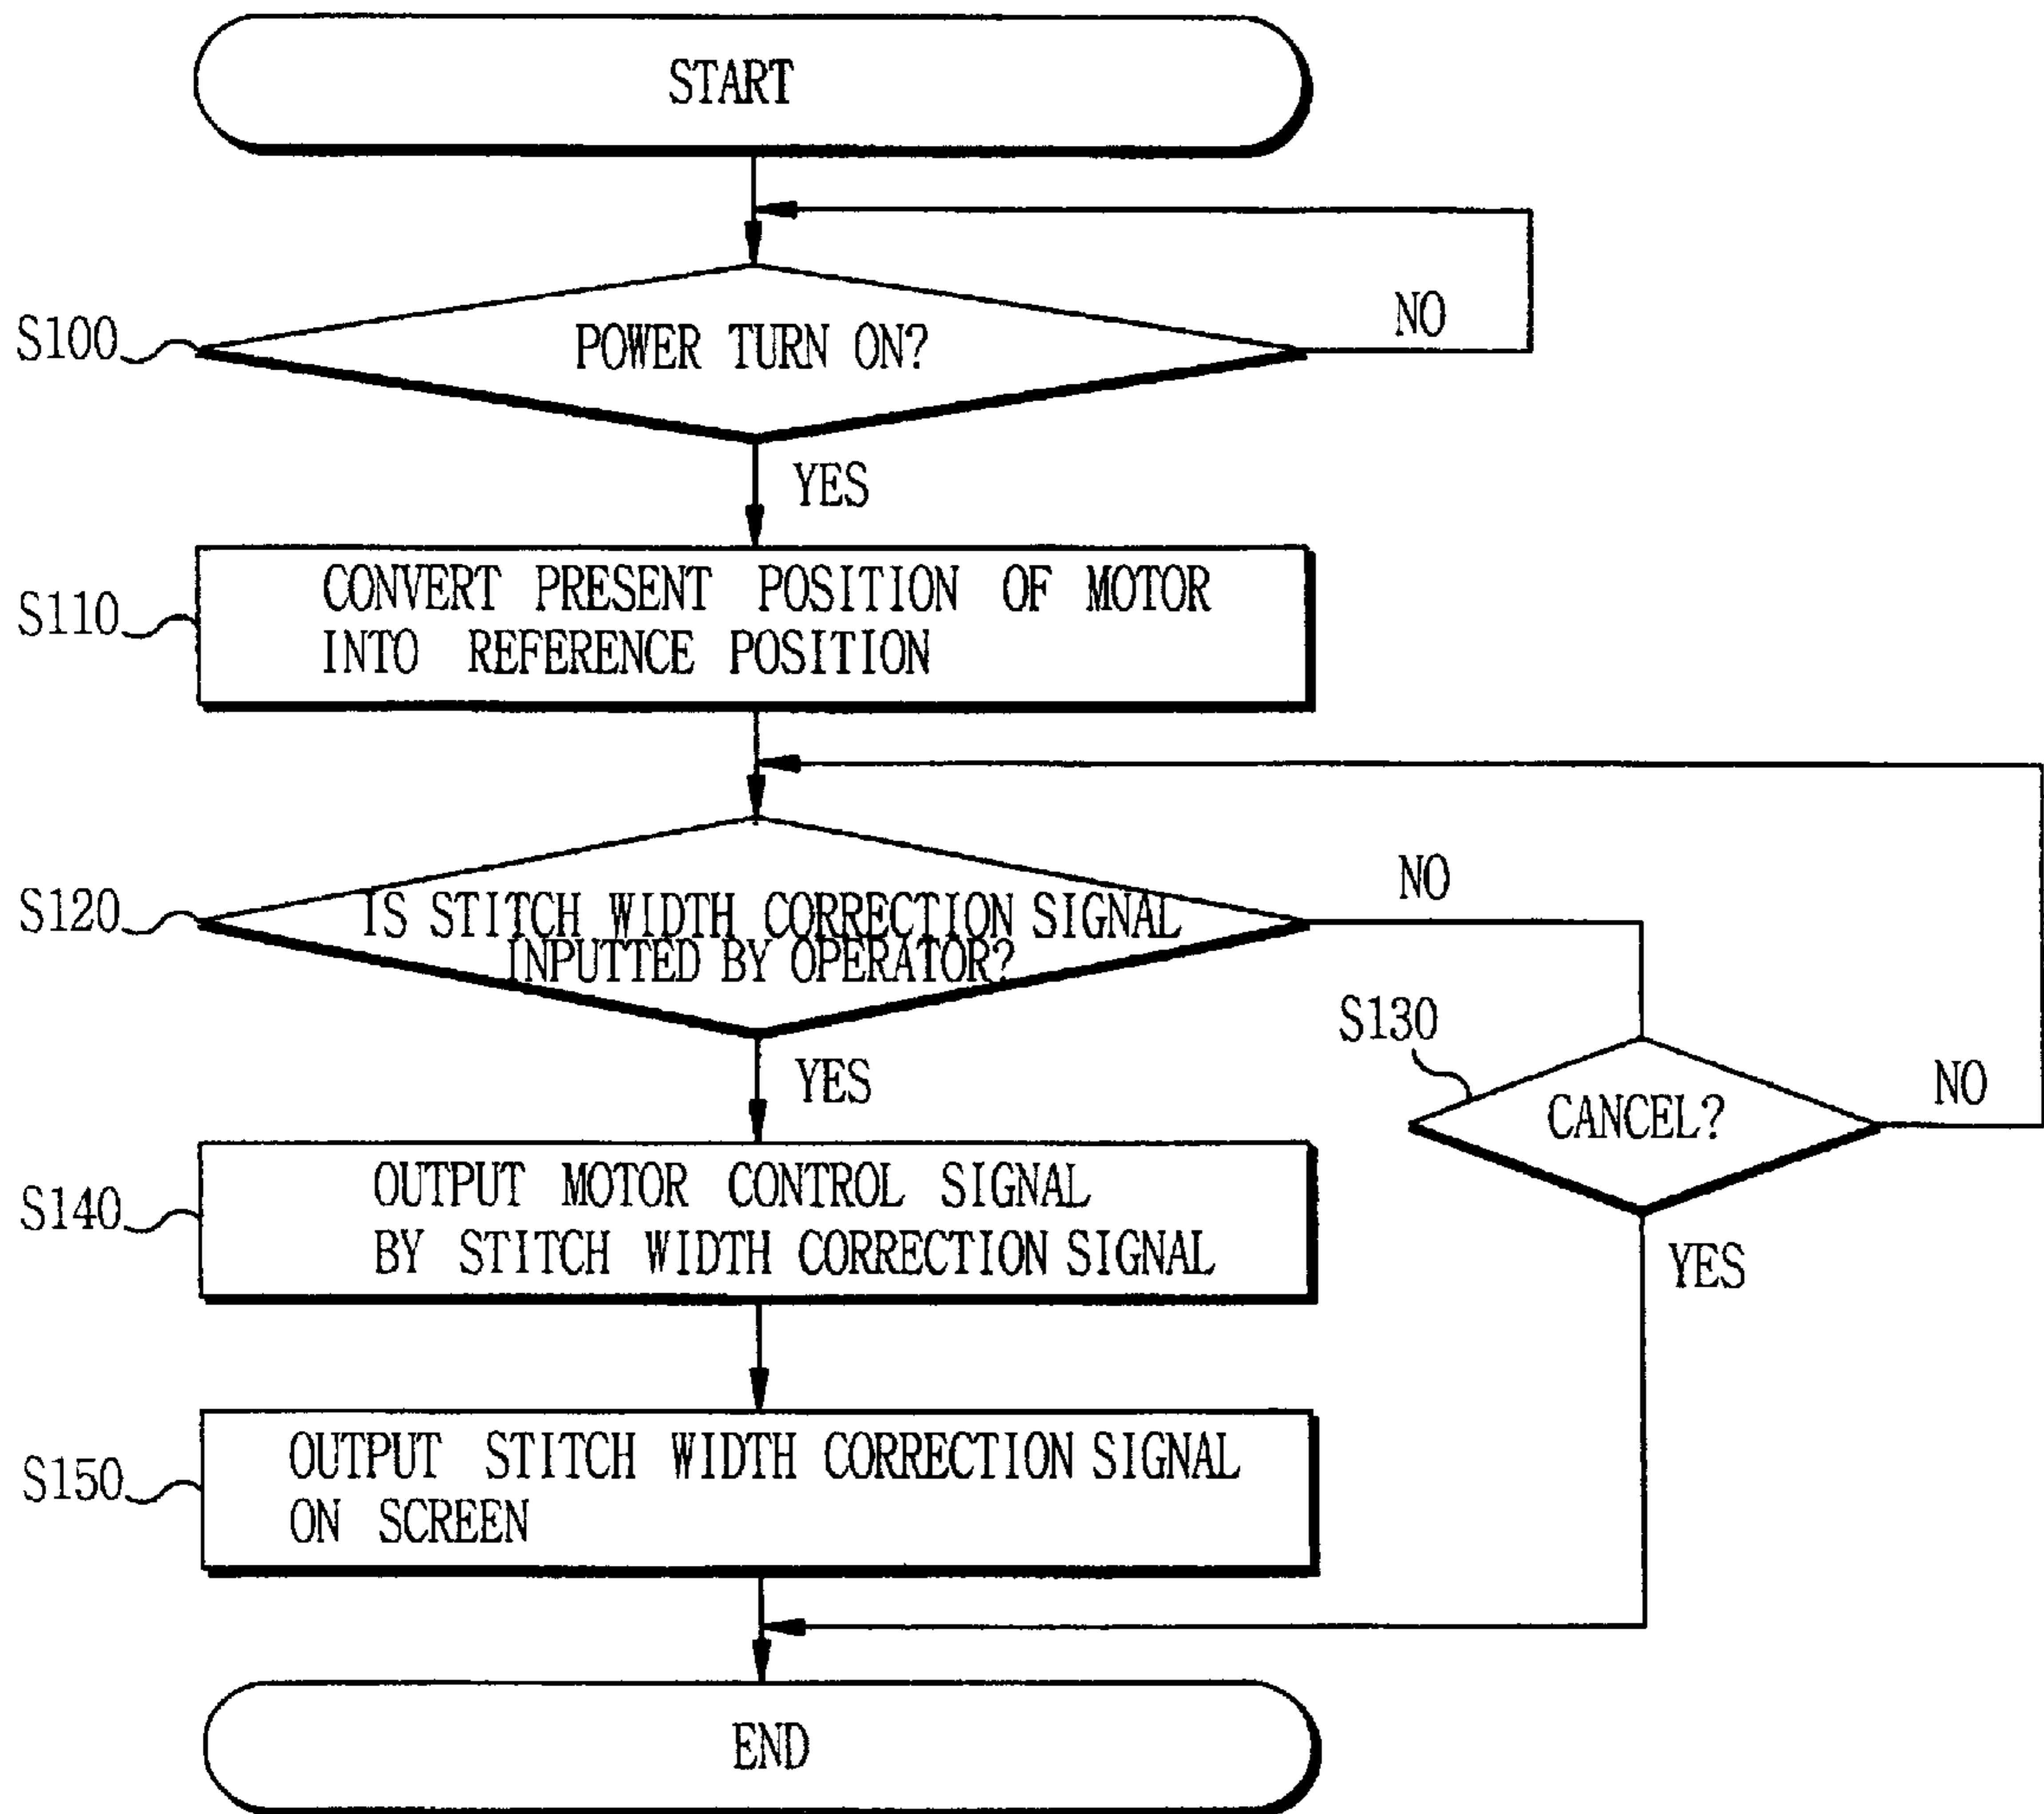 START
NO
S100
POWER TURN ON?
YES
S110
CONVERT PRESENT POSITION OF MOTOR
INTO REFERENCE POSITION
NO
S120
IS STITCH WIDTH CORRECTION SIGNAL
INPUTTED BY OPERATOR?
S130
YES
CANCEL?
NO
S140
OUTPUT MOTOR CONTROL SIGNAL
BY STITCH WIDTH CORRECTION SIGNAL
YES
S150
OUTPUT STITCH WIDTH CORRECTION SIGNAL
ON SCREEN
END